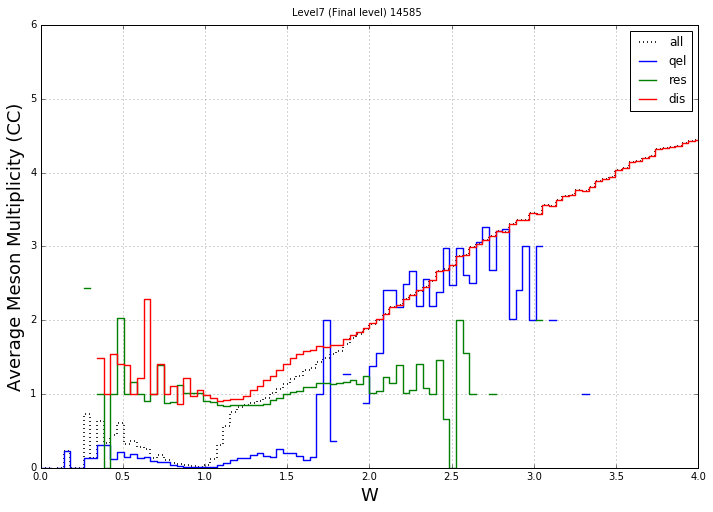 Level7 (Final level) 14585
Average Meson Multiplicity (CC)
6
5
4
3
2
1
0
all
qel
res
dis
0.0 0.5 1.0 1.5 2.0 2.5 3.0 3.5 4.0
W